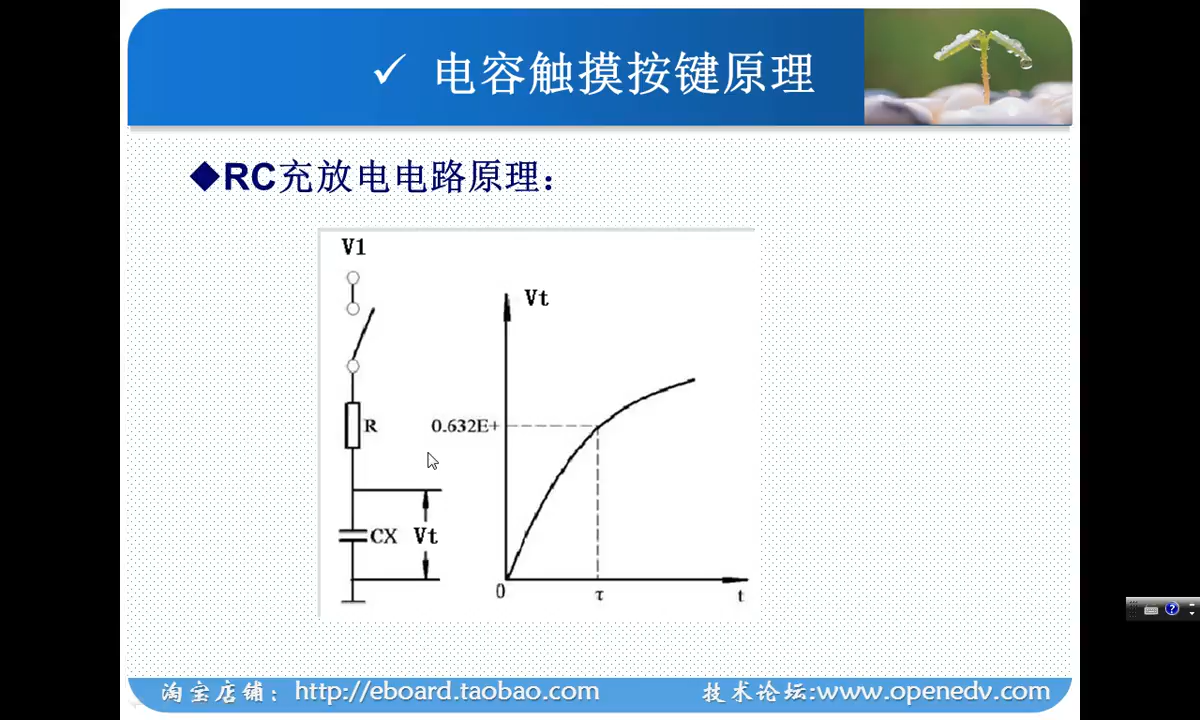 ✓ 电容触摸按键原理
◆RC充放电电路原理：
V1
Vt
R
0.632E+
CX
Vt
0
τ
t
淘宝店铺：http://eboard.taobao.com
技术论坛:www.openedv.com